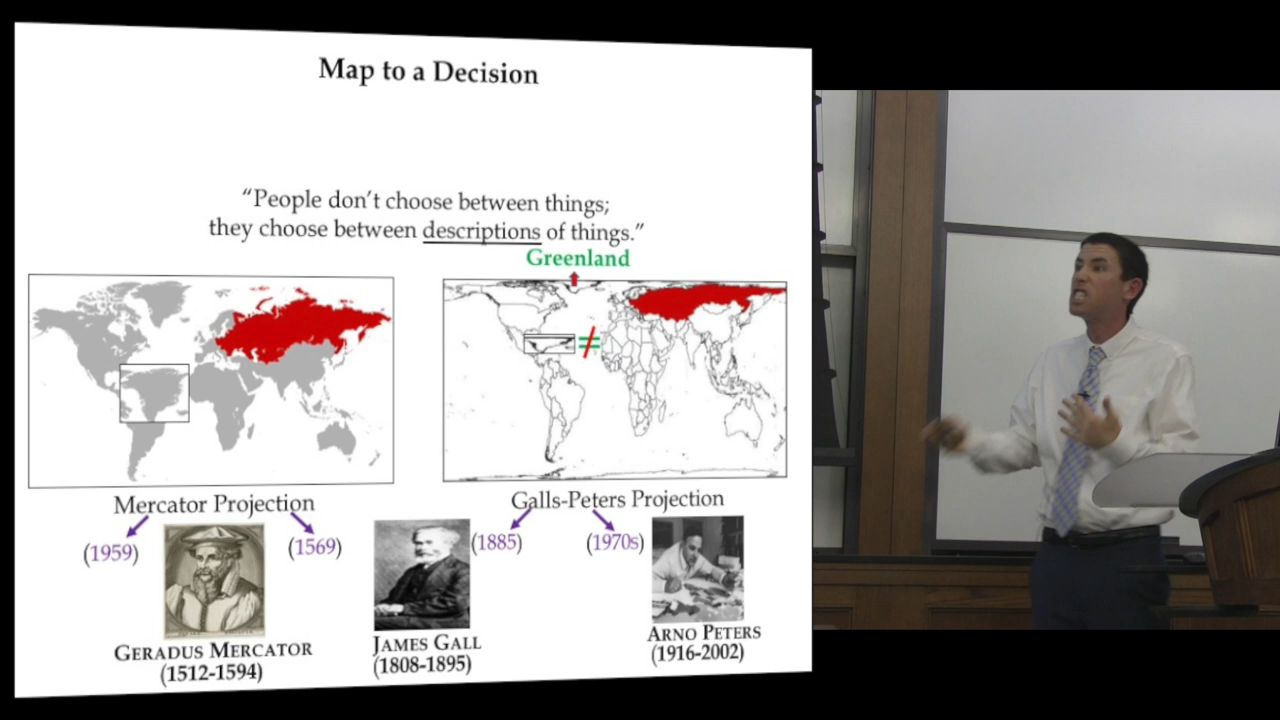 Map to a Decision
“People don’t choose between things;
they choose between descriptions of things.”
Greenland
Mercator Projection
(1959)
(1569)
GERADUS MERCATOR
(1512-1594)
Galls-Peters Projection
(1885)
(1970s)
JAMES GALL
(1808-1895)
ARNO PETERS
(1916-2002)